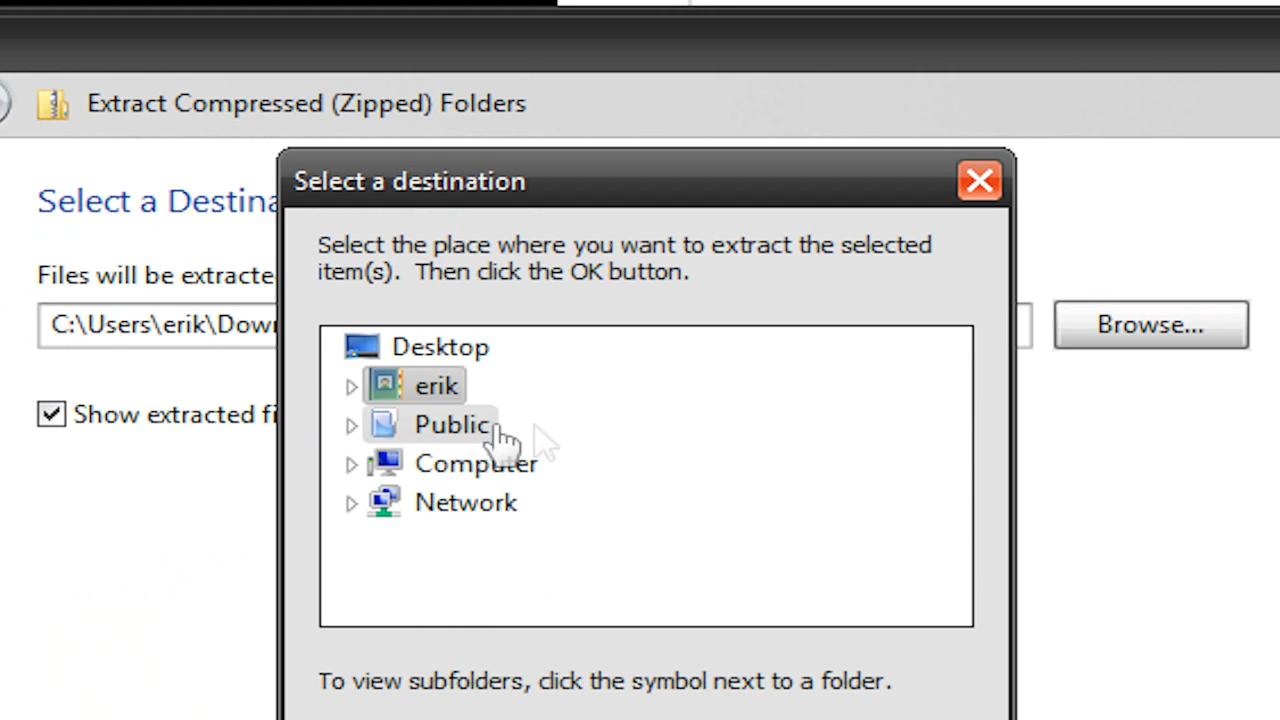 Extract Compressed (Zipped) Folders
Select a destination
Select a Destina
Select the place where you want to extract the selected
item(s). Then click the OK button.
Files will be extracte
C:\Users\erik\Down
Browse...
Show extracted fi
Desktop
erik
Public
Computer
Network
To view subfolders, click the symbol next to a folder.